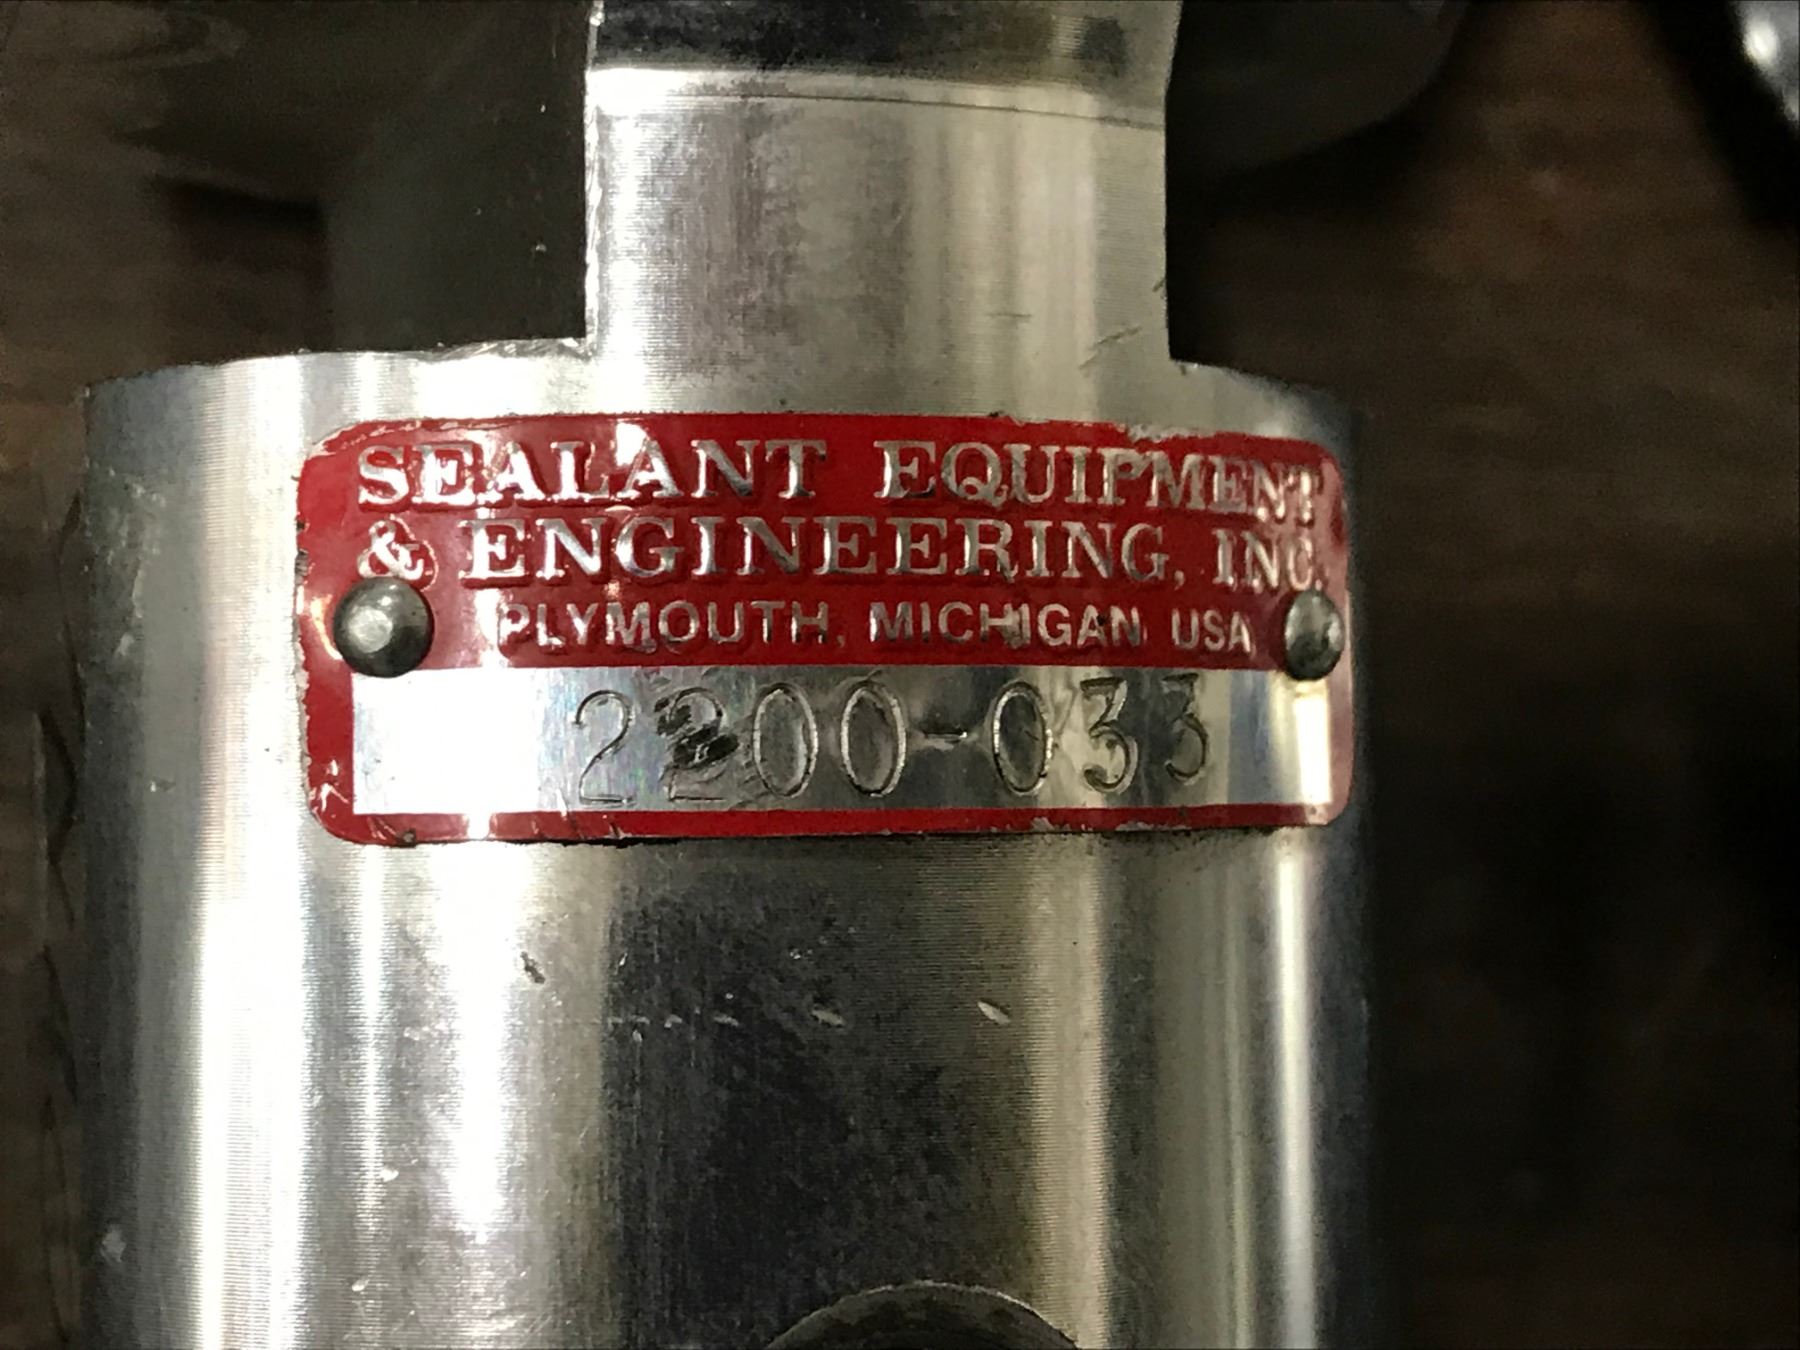 SEALANT EQUIPMENT
& ENGINEERING, INC.
PLYMOUTH, MICHIGAN USA
2200-033